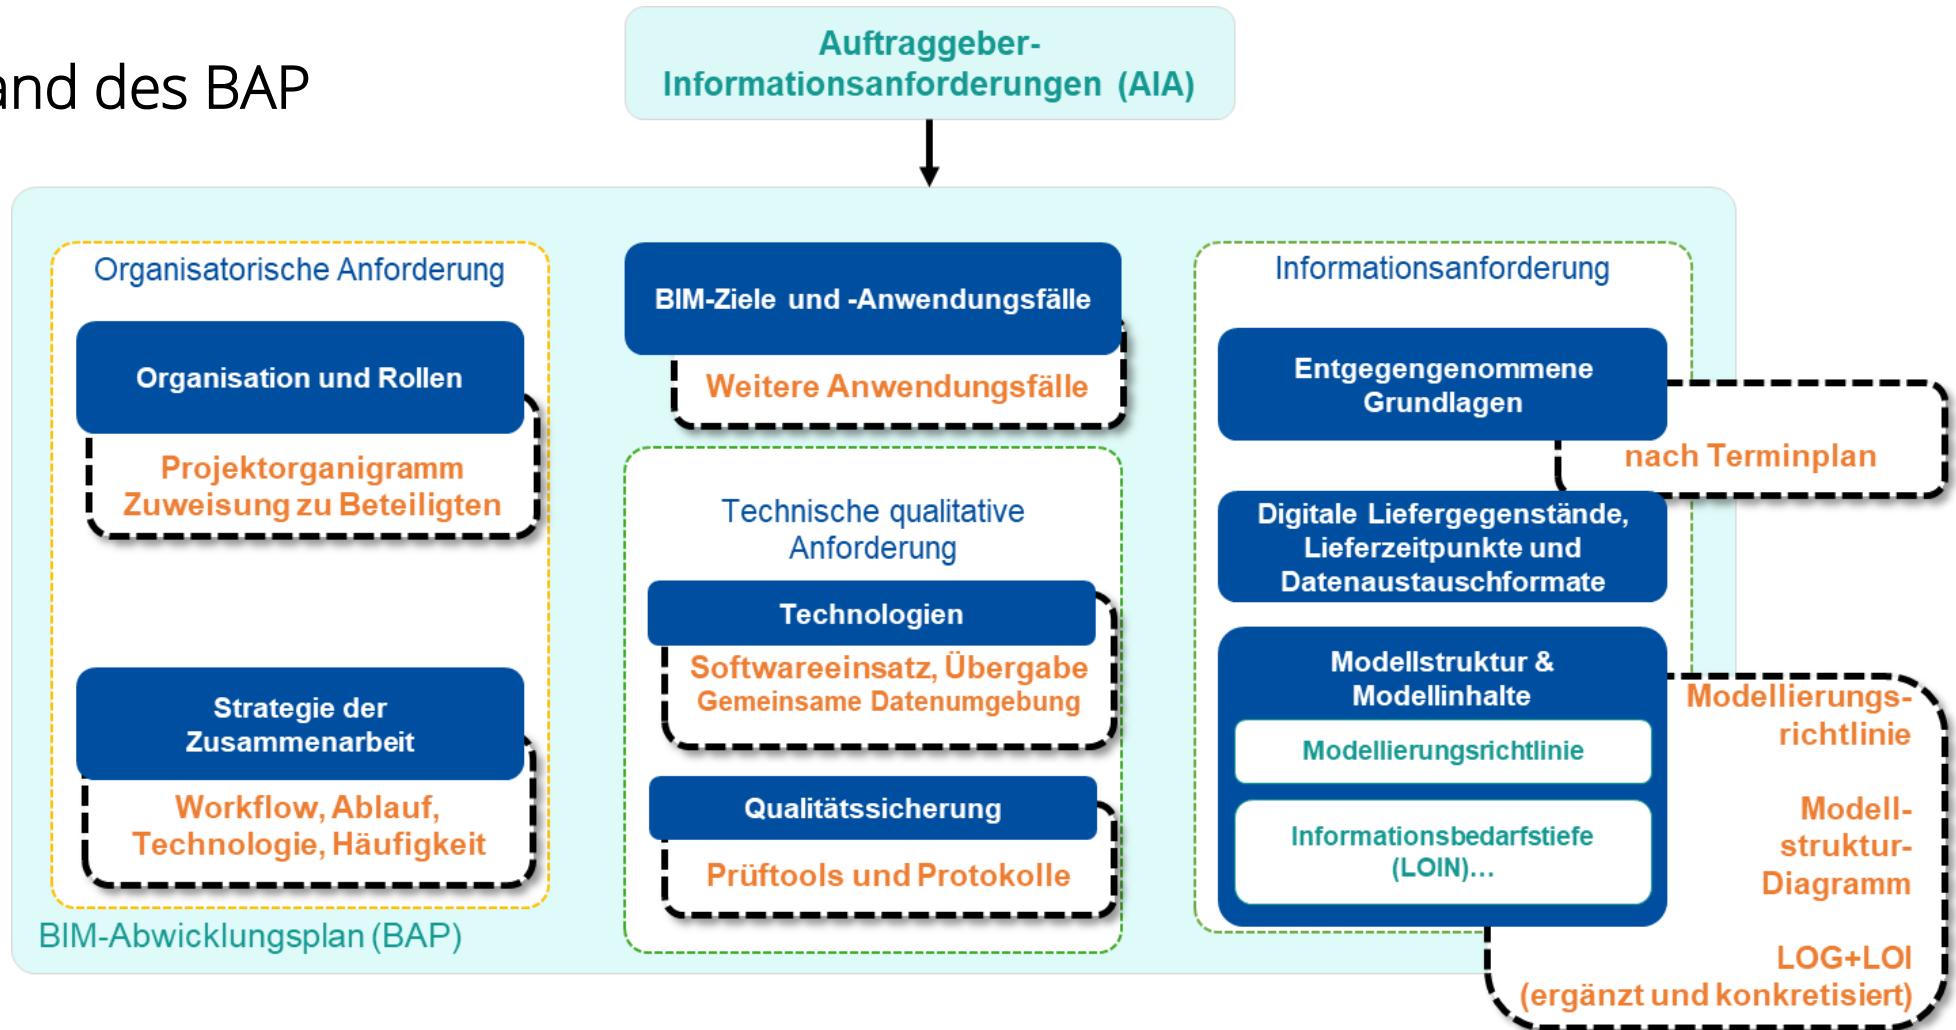 and des BAP
Auftraggeber-
Informationsanforderungen (AIA)
Organisatorische Anforderung
Organisation und Rollen
Projektorganigramm
Zuweisung zu Beteiligten
Strategie der
Zusammenarbeit
Workflow, Ablauf,
Technologie, Häufigkeit
BIM-Abwicklungsplan (BAP)
BIM-Ziele und -Anwendungsfälle
Weitere Anwendungsfälle
Technische qualitative
Anforderung
Technologien
Softwareeinsatz, Übergabe
Gemeinsame Datenumgebung
Qualitätssicherung
Prüftools und Protokolle
Informationsanforderung
Entgegengenommene
Grundlagen
nach Terminplan
Digitale Liefergegenstände,
Lieferzeitpunkte und
Datenaustauschformate
Modellstruktur &
Modellinhalte
Modellierungsrichtlinie
Informationsbedarfstiefe
(LOIN)...
Modellierungs-
richtlinie
Modell-
struktur-
Diagramm
LOG+LOI
(ergänzt und konkretisiert)